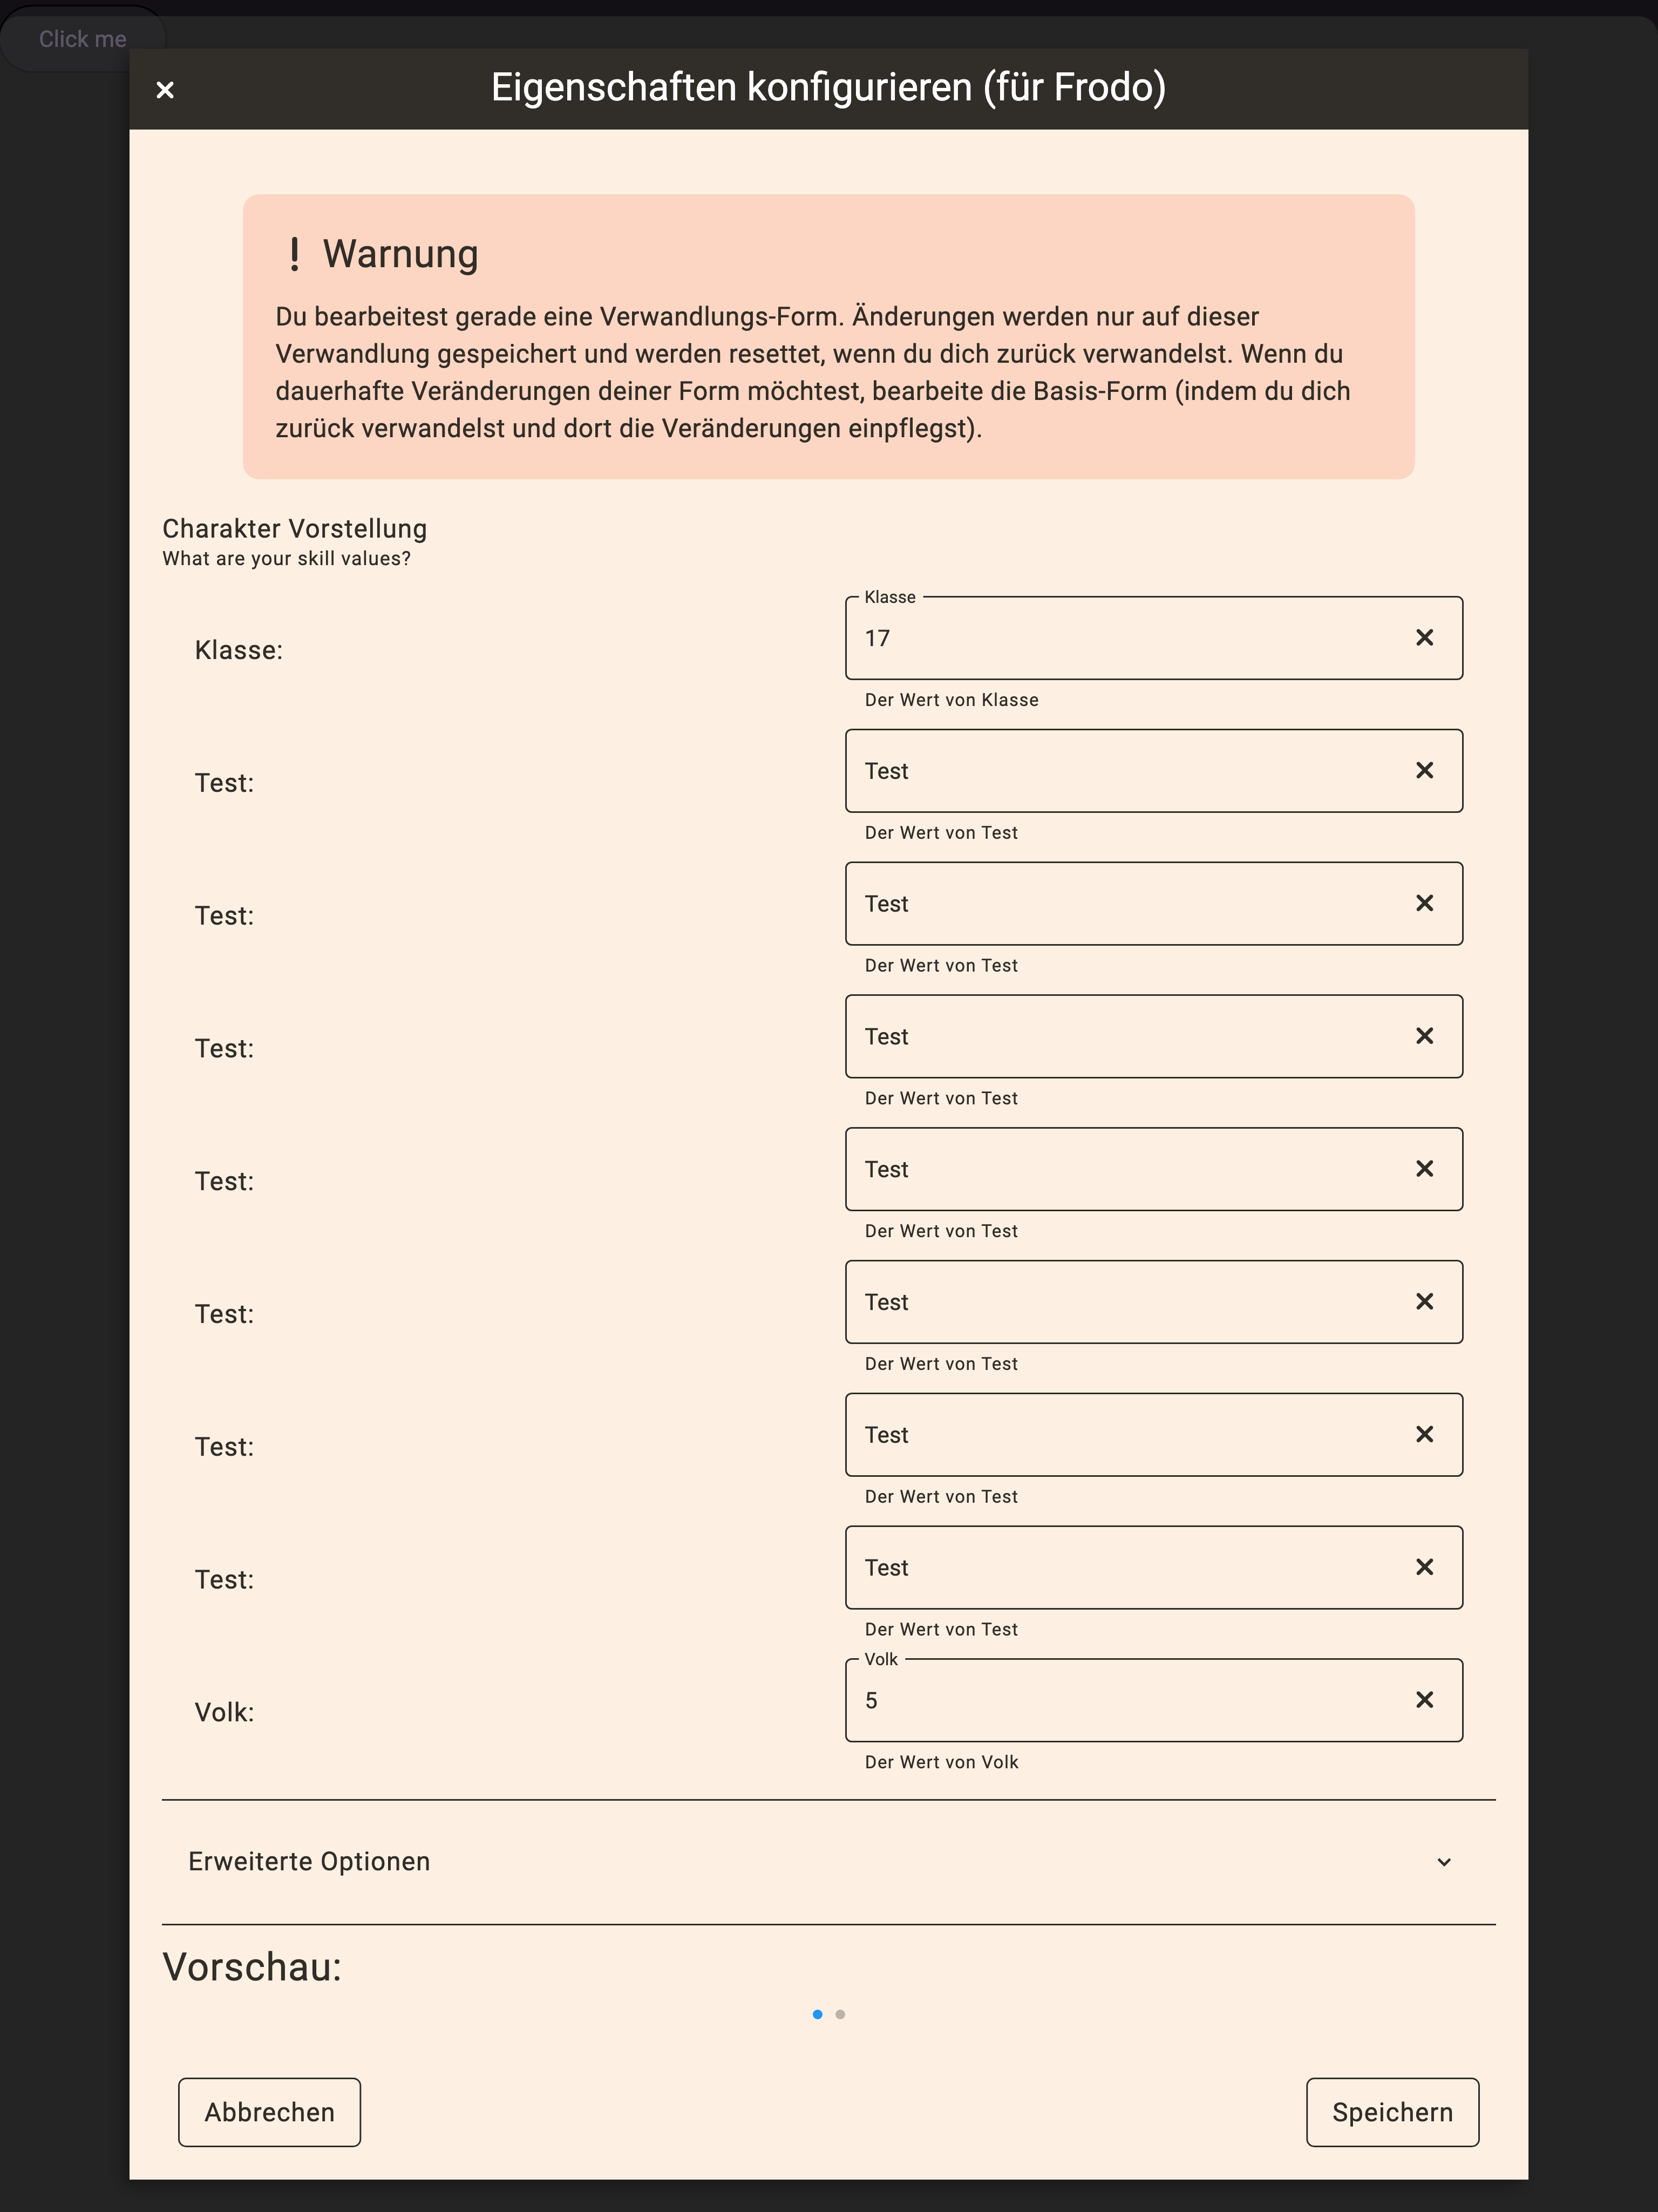 Click me
Eigenschaften konfigurieren (für Frodo)
! Warnung
Du bearbeitest gerade eine Verwandlungs-Form. Änderungen werden nur auf dieser
Verwandlung gespeichert und werden resettet, wenn du dich zurück verwandelst. Wenn du
dauerhafte Veränderungen deiner Form möchtest, bearbeite die Basis-Form (indem du dich
zurück verwandelst und dort die Veränderungen einpflegst).
Charakter Vorstellung
What are your skill values?
Klasse
Klasse:
17
Der Wert von Klasse
Test:
Test
Der Wert von Test
Test:
Test
Der Wert von Test
Test:
Test
Der Wert von Test
Test:
Test
Der Wert von Test
Test:
Test
Der Wert von Test
Test:
Test
Der Wert von Test
Test:
Test
Der Wert von Test
Volk
Volk:
5
Der Wert von Volk
Erweiterte Optionen
Vorschau:
Abbrechen
Speichern